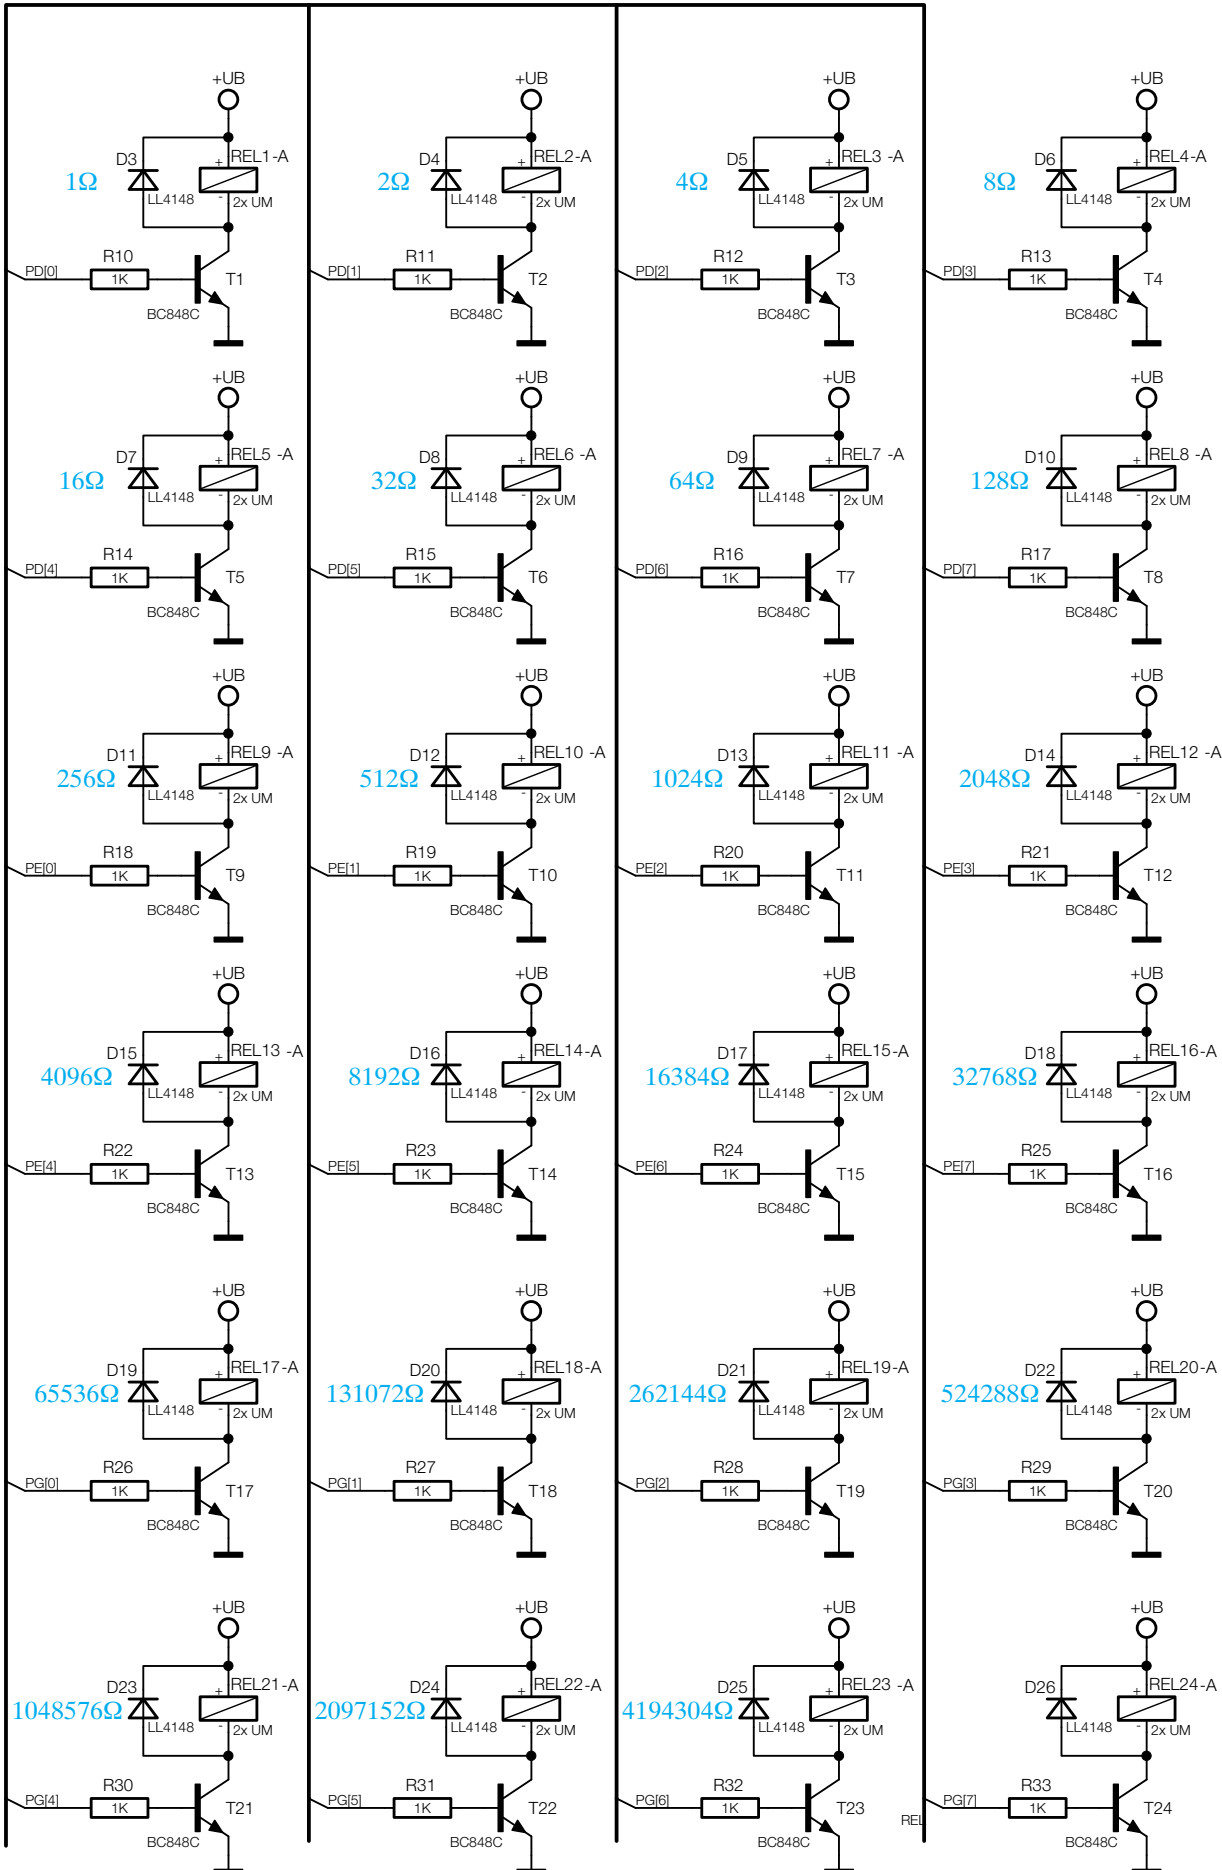 +UB +UB +UB +UB
D3 REL1-A D4 REL2-A D5 REL3 -A D6 REL4-A
+ + + +
1Ω 2Ω 4Ω 8Ω
LL4148 - 2x UM LL4148 - 2x UM LL4148 - 2x UM LL4148 - 2x UM
R10 R11 R12 R13
PD[0] 1K T1 PD[1] 1K T2 PD[2] 1K T3 PD[3] 1K T4
BC848C BC848C BC848C BC848C
+UB +UB +UB +UB
D7 REL5 -A D8 REL6 -A D9 REL7 -A D10 REL8 -A
+ + + +
16Ω 32Ω 64Ω 128Ω
LL4148 - 2x UM LL4148 - 2x UM LL4148 - 2x UM LL4148 - 2x UM
R14 R15 R16 R17
PD[4] 1K T5 PD[5] 1K T6 PD[6] 1K T7 PD[7] 1K T8
BC848C BC848C BC848C BC848C
+UB +UB +UB +UB
D11 REL9 -A D12 REL10 -A D13 REL11 -A D14 REL12 -A
+ + + +
256Ω 512Ω 1024Ω 2048Ω
LL4148 - 2x UM LL4148 - 2x UM LL4148 - 2x UM LL4148 - 2x UM
R18 R19 R20 R21
PE[0] 1K T9 PE[1] 1K T10 PE[2] 1K T11 PE[3] 1K T12
BC848C BC848C BC848C BC848C
+UB +UB +UB +UB
D15 REL13 -A D16 REL14-A D17 REL15-A D18 REL16-A
+ + + +
4096Ω 8192Ω 16384Ω 32768Ω
LL4148 - 2x UM LL4148 - 2x UM LL4148 - 2x UM LL4148 - 2x UM
R22 R23 R24 R25
PE[4] 1K T13 PE[5] 1K T14 PE[6] 1K T15 PE[7] 1K T16
BC848C BC848C BC848C BC848C
+UB +UB +UB +UB
D19 REL17-A D20 REL18-A D21 REL19-A D22 REL20-A
+ + + +
65536Ω 131072Ω 262144Ω 524288Ω
LL4148 - 2x UM LL4148 - 2x UM LL4148 - 2x UM LL4148 - 2x UM
R26 R27 R28 R29
PG[0] 1K T17 PG[1] 1K T18 PG[2] 1K T19 PG[3] 1K T20
BC848C BC848C BC848C BC848C
+UB +UB +UB +UB
D23 REL21-A D24 REL22-A D25 REL23 -A D26 REL24-A
+ + + +
1048576Ω 2097152Ω 4194304Ω
LL4148 - 2x UM LL4148 - 2x UM LL4148 - 2x UM LL4148 - 2x UM
R30 R31 R32 R33
PG[4] 1K T21 PG[5] 1K T22 PG[6] 1K T23 PG[7] 1K T24
REL
BC848C BC848C BC848C BC848C